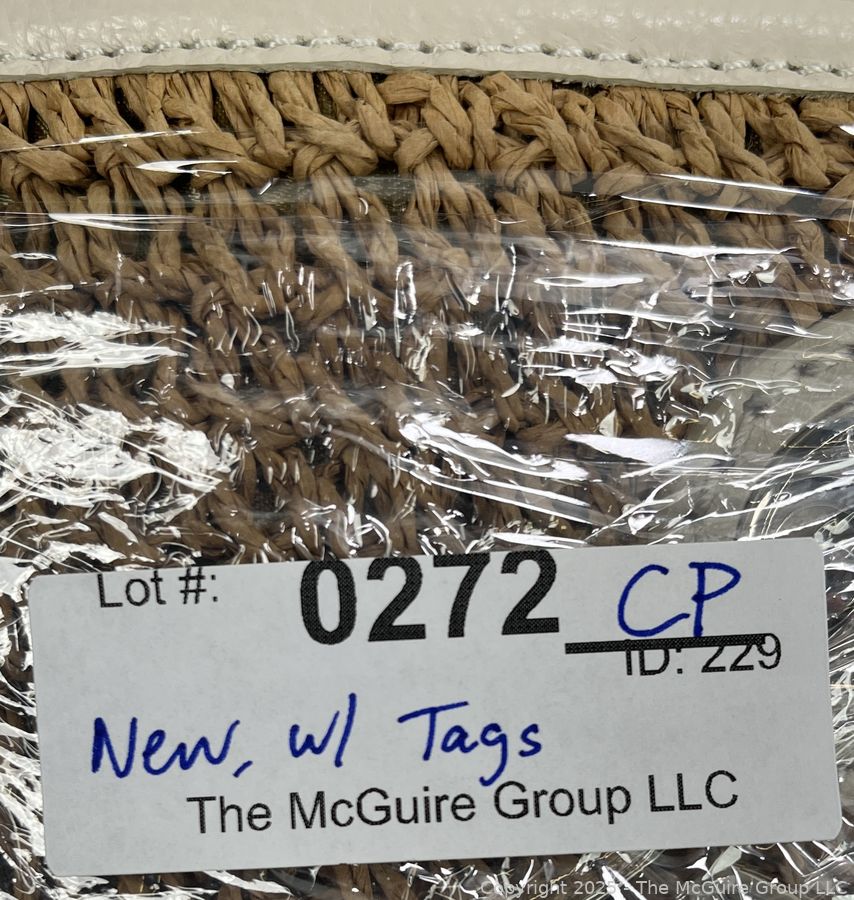 Lot #: 0272 CP
ID: 229
New, w/ Tags
The McGuire Group LLC
Copyright 2025 - The McGuire Group LLC